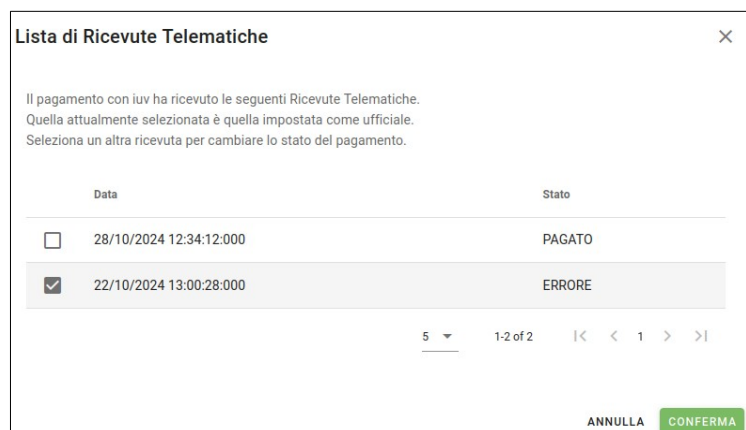 Lista di Ricevute Telematiche
Il pagamento con iuv ha ricevuto le seguenti Ricevute Telematiche.
Quella attualmente selezionata è quella impostata come ufficiale.
Seleziona un altra ricevuta per cambiare lo stato del pagamento.
Data Stato
28/10/2024 12:34:12:000 PAGATO
22/10/2024 13:00:28:000 ERRORE
5 1-2 of 2 1
ANNULLA CONFERMA